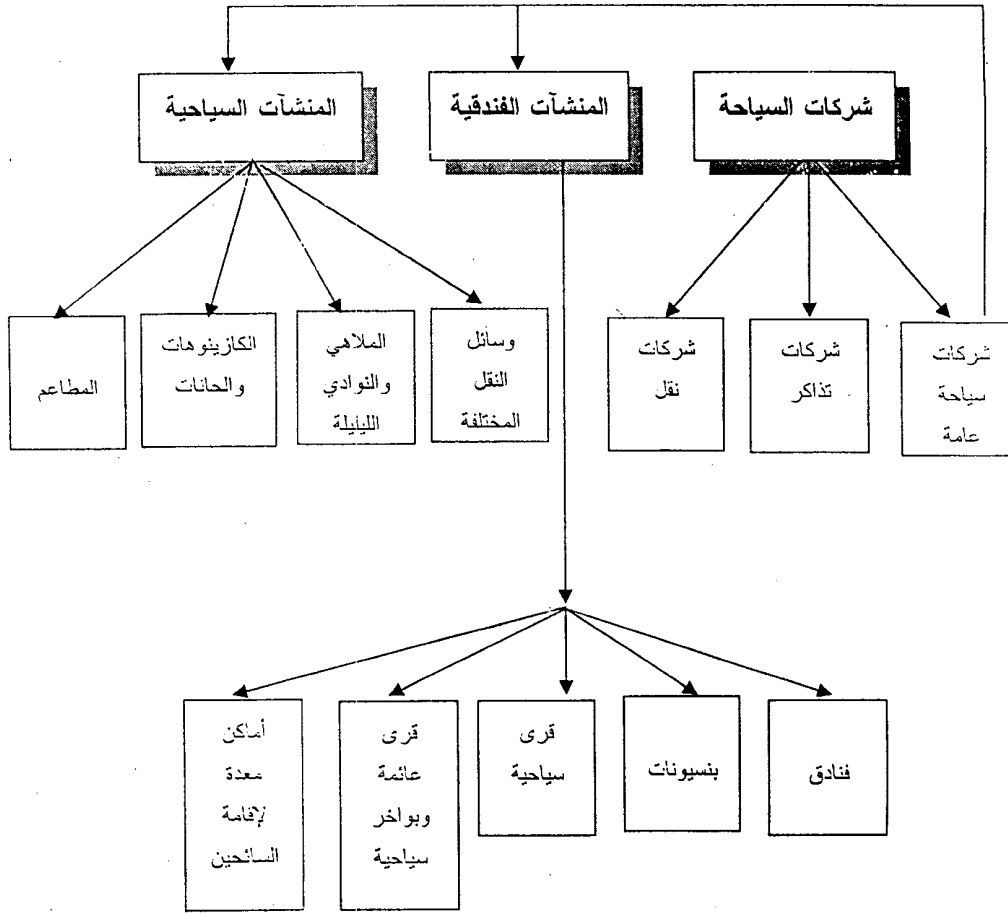 شركات السياحة
المنشآت الفندقية
المنشآت السياحية
شركات
سياحة
عامة
شركات
تذاكر
شركات
نقل
وسائل
النقل
المختلفة
الملاهي
والنوادي
الليلية
الكازينوهات
والحانات
المطاعم
فنادق
بنسيونات
قرى
سياحية
قرى
عائمة
وبواخر
سياحية
أماكن
معدة
لإقامة
السائحين